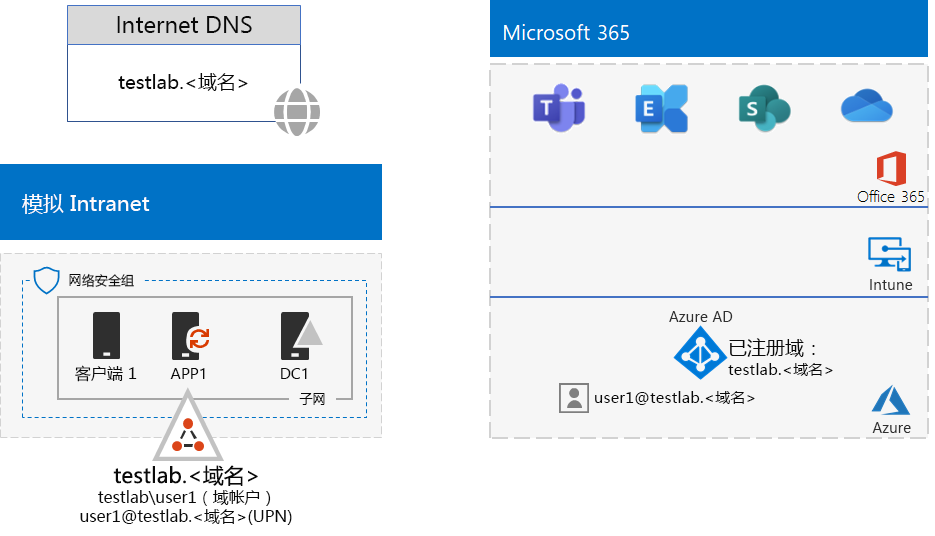 Internet DNS
testlab.<域名>
模拟 Intranet
网络安全组
客户端 1
APP1
DC1
子网
testlab.<域名>
testlab\user1（域帐户）
user1@testlab.<域名>(UPN)
Microsoft 365
T
E
S
Office 365
Intune
Azure AD
已注册域：
testlab.<域名>
user1@testlab.<域名>
Azure